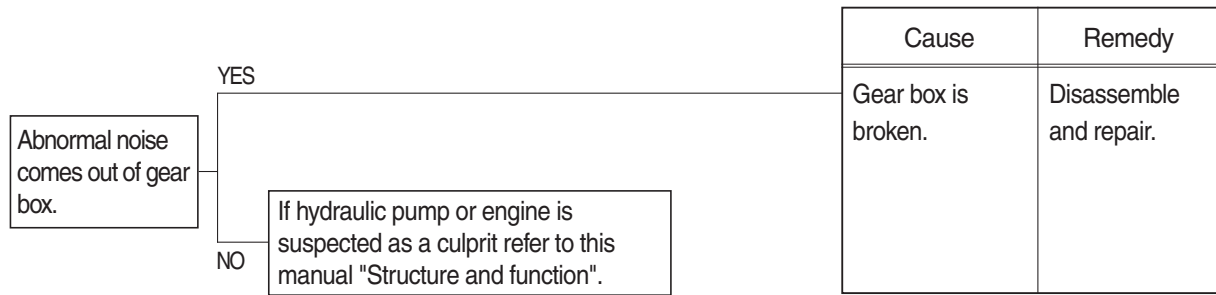 Cause
Remedy
YES
Gear box is
broken.
Disassemble
and repair.
Abnormal noise
comes out of gear
box.
If hydraulic pump or engine is
suspected as a culprit refer to this
manual "Structure and function".
NO